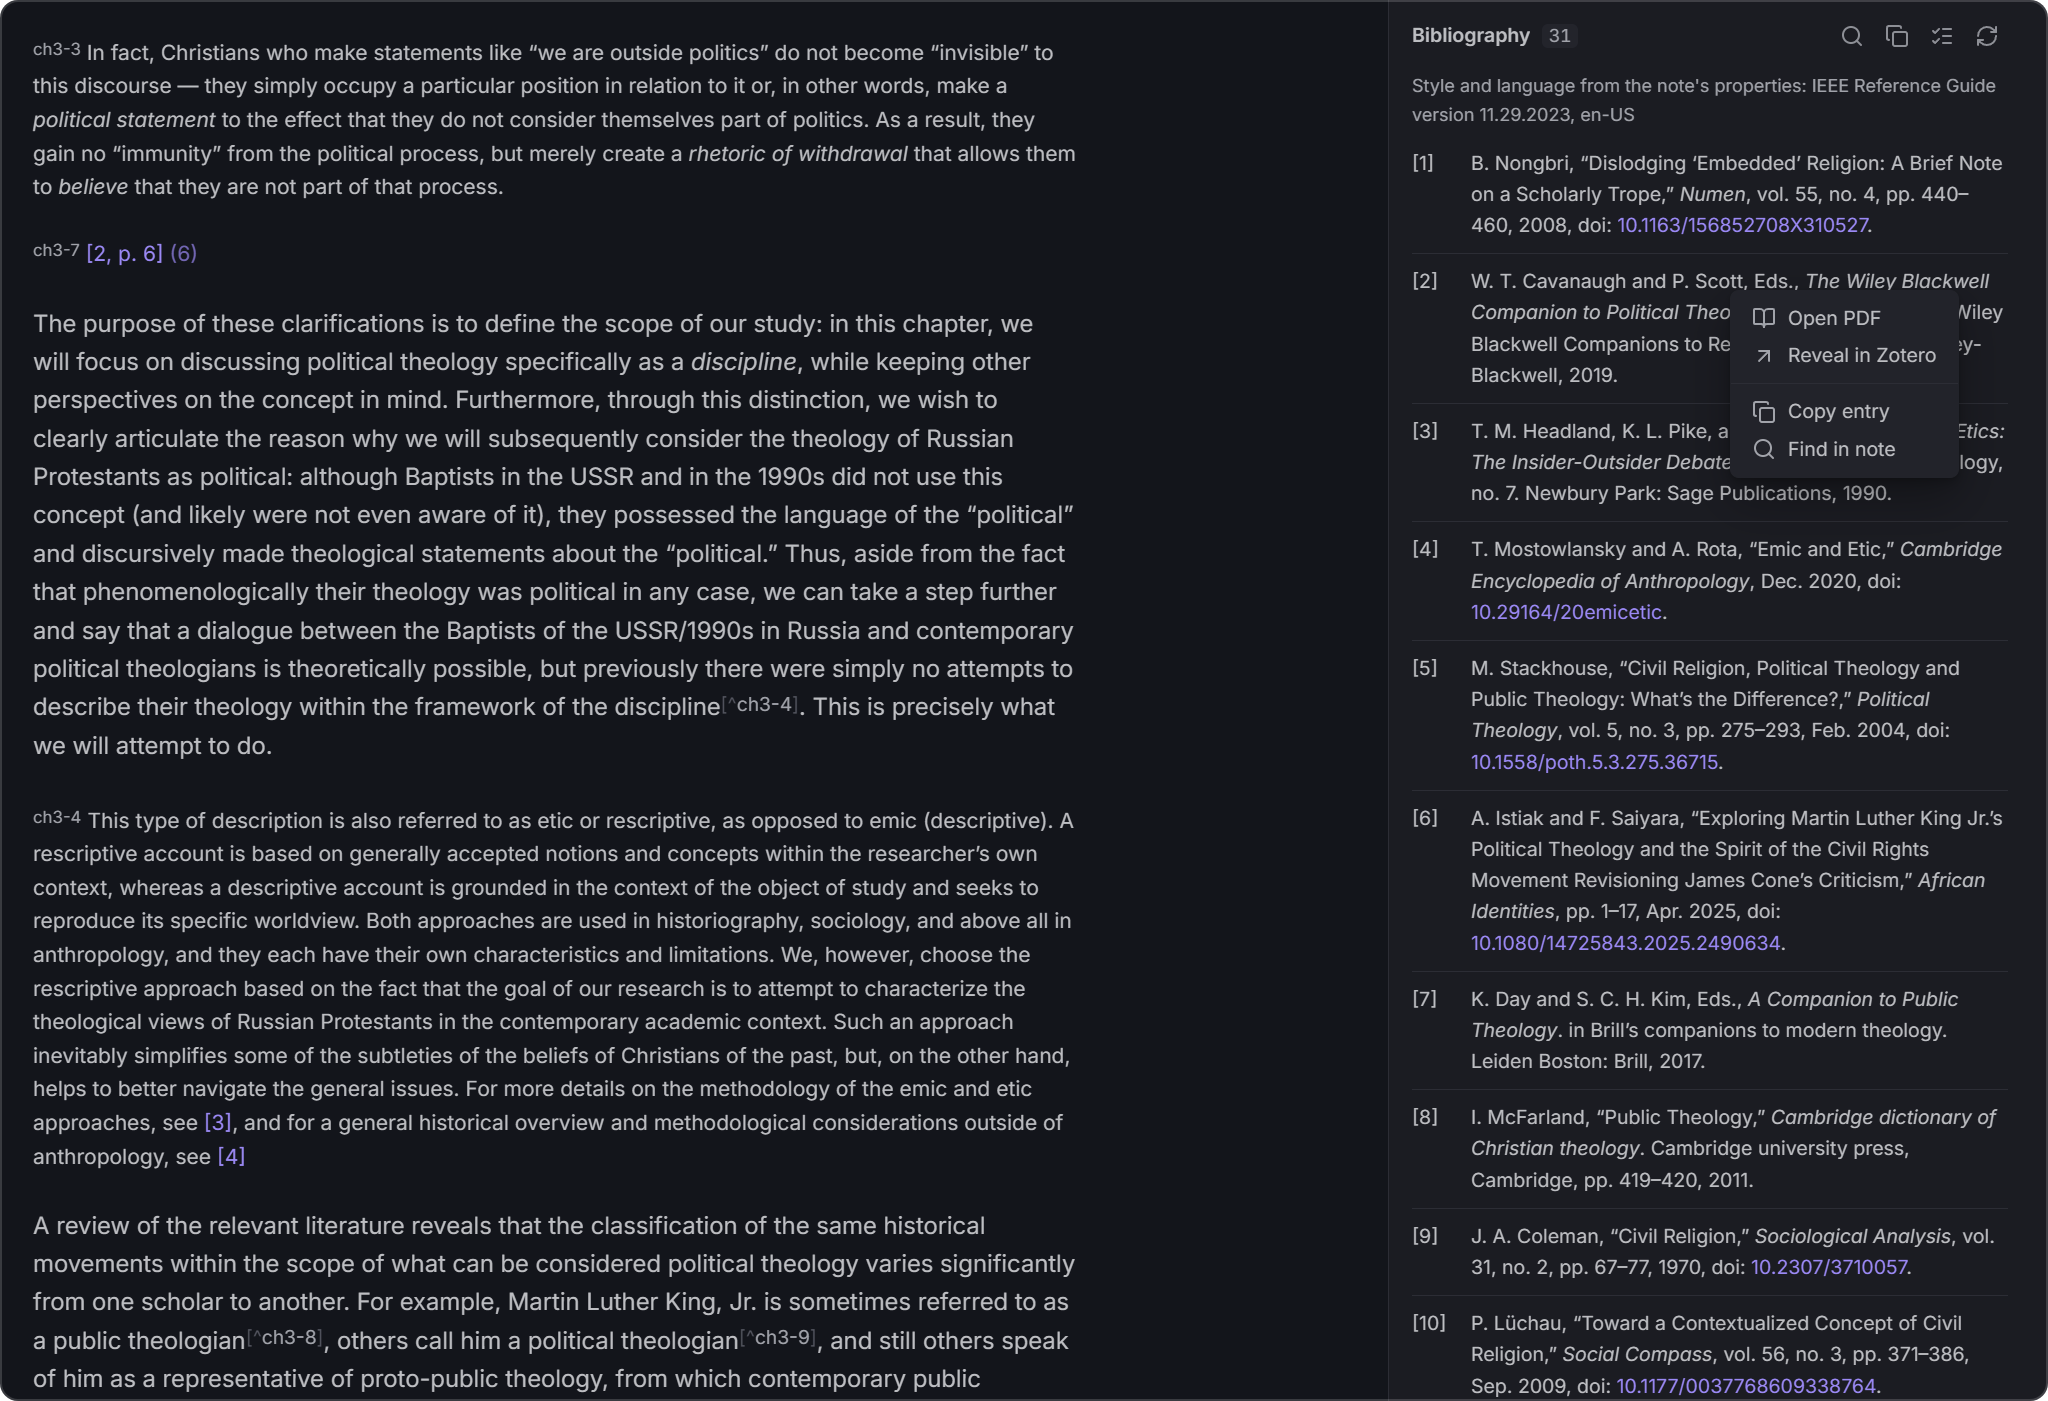 ch3-3 In fact, Christians who make statements like “we are outside politics” do not become “invisible” to
this discourse — they simply occupy a particular position in relation to it or, in other words, make a
political statement to the effect that they do not consider themselves part of politics. As a result, they
gain no “immunity” from the political process, but merely create a rhetoric of withdrawal that allows them
to believe that they are not part of that process.
ch3-7 [2, p. 6] (6)
The purpose of these clarifications is to define the scope of our study: in this chapter, we
will focus on discussing political theology specifically as a discipline, while keeping other
perspectives on the concept in mind. Furthermore, through this distinction, we wish to
clearly articulate the reason why we will subsequently consider the theology of Russian
Protestants as political: although Baptists in the USSR and in the 1990s did not use this
concept (and likely were not even aware of it), they possessed the language of the “political”
and discursively made theological statements about the “political.” Thus, aside from the fact
that phenomenologically their theology was political in any case, we can take a step further
and say that a dialogue between the Baptists of the USSR/1990s in Russia and contemporary
political theologians is theoretically possible, but previously there were simply no attempts to
describe their theology within the framework of the discipline[^ch3-4]. This is precisely what
we will attempt to do.
ch3-4 This type of description is also referred to as etic or rescriptive, as opposed to emic (descriptive). A
rescriptive account is based on generally accepted notions and concepts within the researcher’s own
context, whereas a descriptive account is grounded in the context of the object of study and seeks to
reproduce its specific worldview. Both approaches are used in historiography, sociology, and above all in
anthropology, and they each have their own characteristics and limitations. We, however, choose the
rescriptive approach based on the fact that the goal of our research is to attempt to characterize the
theological views of Russian Protestants in the contemporary academic context. Such an approach
inevitably simplifies some of the subtleties of the beliefs of Christians of the past, but, on the other hand,
helps to better navigate the general issues. For more details on the methodology of the emic and etic
approaches, see [3], and for a general historical overview and methodological considerations outside of
anthropology, see [4]
A review of the relevant literature reveals that the classification of the same historical
movements within the scope of what can be considered political theology varies significantly
from one scholar to another. For example, Martin Luther King, Jr. is sometimes referred to as
a public theologian[^ch3-8], others call him a political theologian[^ch3-9], and still others speak
of him as a representative of proto-public theology, from which contemporary public
Bibliography 31
Style and language from the note's properties: IEEE Reference Guide
version 11.29.2023, en-US
[1] B. Nongbri, “Dislodging ‘Embedded’ Religion: A Brief Note
on a Scholarly Trope,” Numen, vol. 55, no. 4, pp. 440–
460, 2008, doi: 10.1163/156852708X310527.
[2] W. T. Cavanaugh and P. Scott, Eds., The Wiley Blackwell
Companion to Political Theo Wiley
Blackwell Companions to Re ey-
Blackwell, 2019.
Open PDF
Reveal in Zotero
Copy entry
Find in note
[3] T. M. Headland, K. L. Pike, a Etics:
The Insider-Outsider Debate logy,
no. 7. Newbury Park: Sage Publications, 1990.
[4] T. Mostowlansky and A. Rota, “Emic and Etic,” Cambridge
Encyclopedia of Anthropology, Dec. 2020, doi:
10.29164/20emicetic.
[5] M. Stackhouse, “Civil Religion, Political Theology and
Public Theology: What’s the Difference?,” Political
Theology, vol. 5, no. 3, pp. 275–293, Feb. 2004, doi:
10.1558/poth.5.3.275.36715.
[6] A. Istiak and F. Saiyara, “Exploring Martin Luther King Jr.’s
Political Theology and the Spirit of the Civil Rights
Movement Revisioning James Cone’s Criticism,” African
Identities, pp. 1–17, Apr. 2025, doi:
10.1080/14725843.2025.2490634.
[7] K. Day and S. C. H. Kim, Eds., A Companion to Public
Theology. in Brill’s companions to modern theology.
Leiden Boston: Brill, 2017.
[8] I. McFarland, “Public Theology,” Cambridge dictionary of
Christian theology. Cambridge university press,
Cambridge, pp. 419–420, 2011.
[9] J. A. Coleman, “Civil Religion,” Sociological Analysis, vol.
31, no. 2, pp. 67–77, 1970, doi: 10.2307/3710057.
[10] P. Lüchau, “Toward a Contextualized Concept of Civil
Religion,” Social Compass, vol. 56, no. 3, pp. 371–386,
Sep. 2009, doi: 10.1177/0037768609338764.